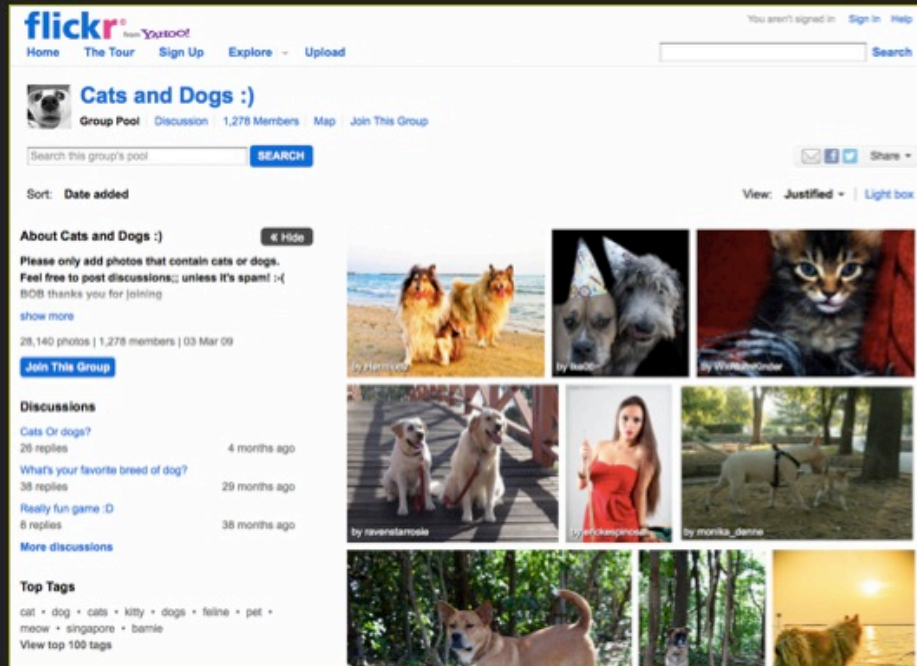 flickr from YAHOO!
You aren't signed in Sign In Help
Home The Tour Sign Up Explore Upload
Search
Cats and Dogs :)
Group Pool Discussion 1,278 Members Map Join This Group
Search this group's pool SEARCH
Share
Sort: Date added
View: Justified Light box
About Cats and Dogs :)
« Hide
Please only add photos that contain cats or dogs.
Feel free to post discussions;; unless it's spam! :-(
BOB thanks you for joining
show more
28,140 photos | 1,278 members | 03 Mar 09
Join This Group
Discussions
Cats Or dogs?
26 replies 4 months ago
What's your favorite breed of dog?
38 replies 29 months ago
Really fun game :D
6 replies 38 months ago
More discussions
Top Tags
cat • dog • cats • kitty • dogs • feline • pet •
meow • singapore • barnie
View top 100 tags
by
by
by
by ravenstarrosie
by
by monika_denne